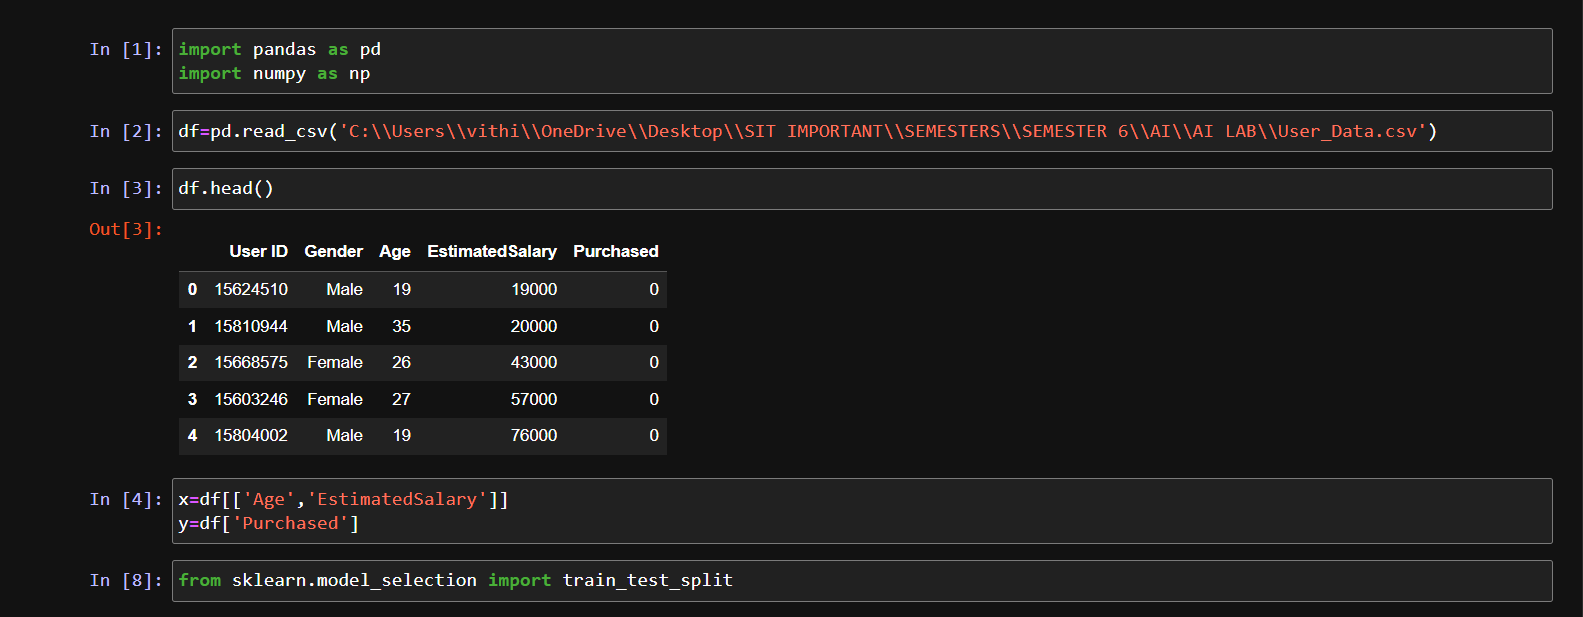 In [1]: import pandas as pd
import numpy as np
In [2]: df=pd.read_csv('C:\\Users\\vithi\\OneDrive\\Desktop\\SIT IMPORTANT\\SEMESTERS\\SEMESTER 6\\AI\\AI LAB\\User_Data.csv')
In [3]: df.head()
Out[3]:
User ID Gender Age EstimatedSalary Purchased
0 15624510 Male 19 19000 0
1 15810944 Male 35 20000 0
2 15668575 Female 26 43000 0
3 15603246 Female 27 57000 0
4 15804002 Male 19 76000 0
In [4]: x=df[['Age','EstimatedSalary']]
y=df['Purchased']
In [8]: from sklearn.model_selection import train_test_split